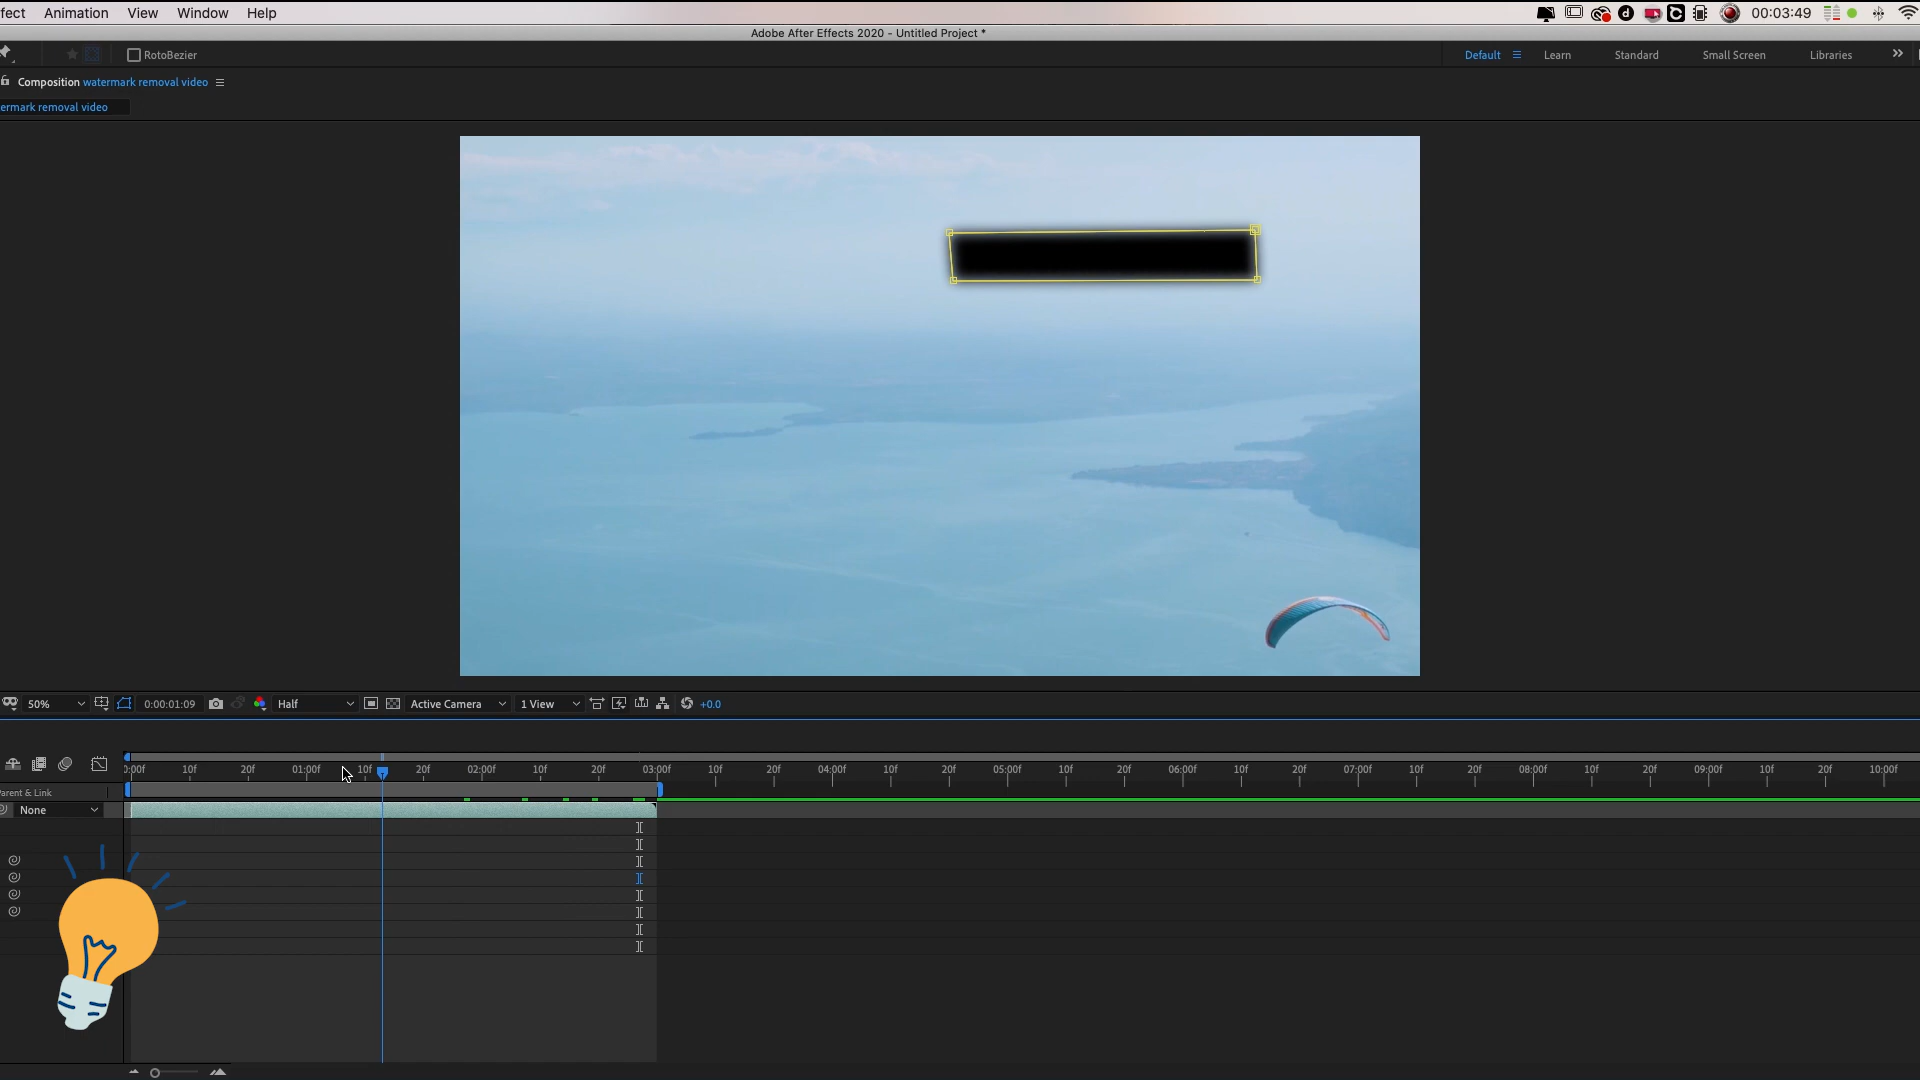 fect Animation View Window Help 00:03:49
Adobe After Effects 2020 - Untitled Project *
RotoBezier Default Learn Standard Small Screen Libraries
Composition watermark removal video
ermark removal video
50% 0:00:01:09 Half Active Camera 1 View +0.0
0:00f 10f 20f 01:00f 10f 20f 02:00f 10f 20f 03:00f 10f 20f 04:00f 10f 20f 05:00f 10f 20f 06:00f 10f 20f 07:00f 10f 20f 08:00f 10f 20f 09:00f 10f 20f 10:00f
Parent & Link
None